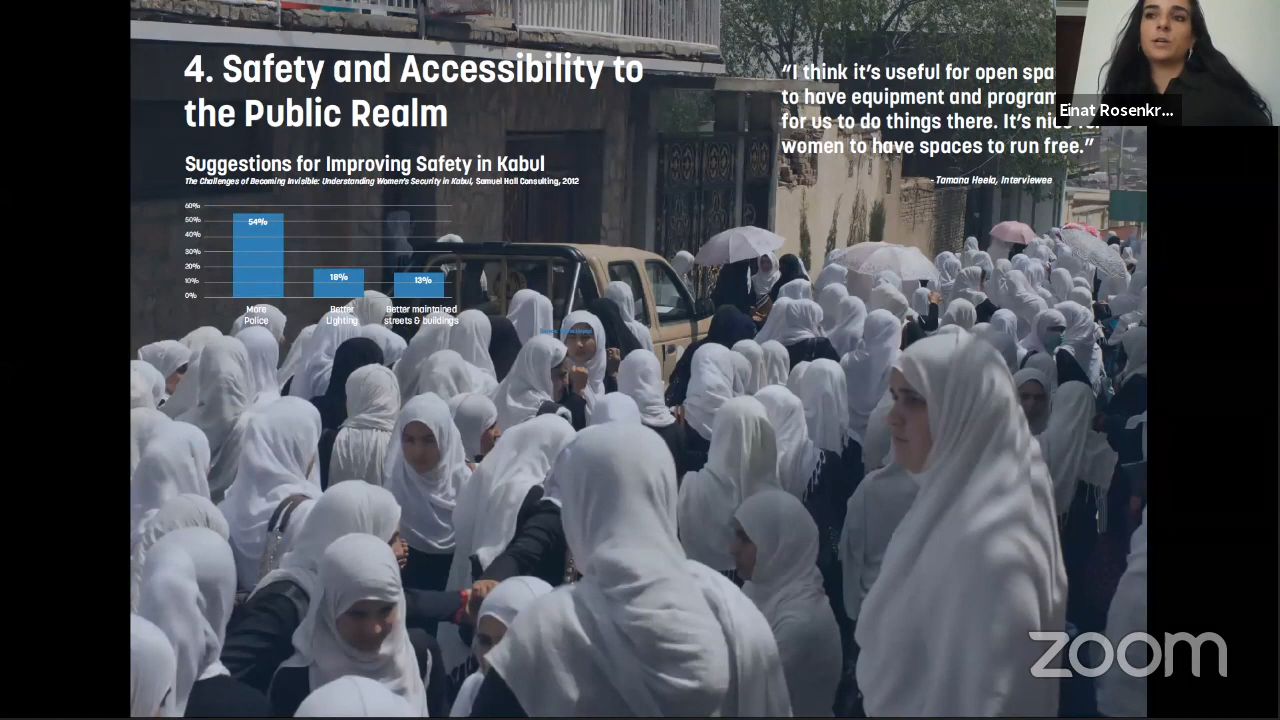 4. Safety and Accessibility to
the Public Realm
Suggestions for Improving Safety in Kabul
The Challenges of Becoming Invisible: Understanding Women's Security in Kabul, Samuel Hall Consulting, 2012
60%
50%
40%
30%
20%
10%
0%
54%
18%
13%
More
Police
Better
Lighting
Better maintained
streets & buildings
"I think it's useful for open spa
to have equipment and program
for us to do things there. It's
women to have spaces to run free."
- Tamana Heela, Interviewee
Einat Rosenkr...
zoom